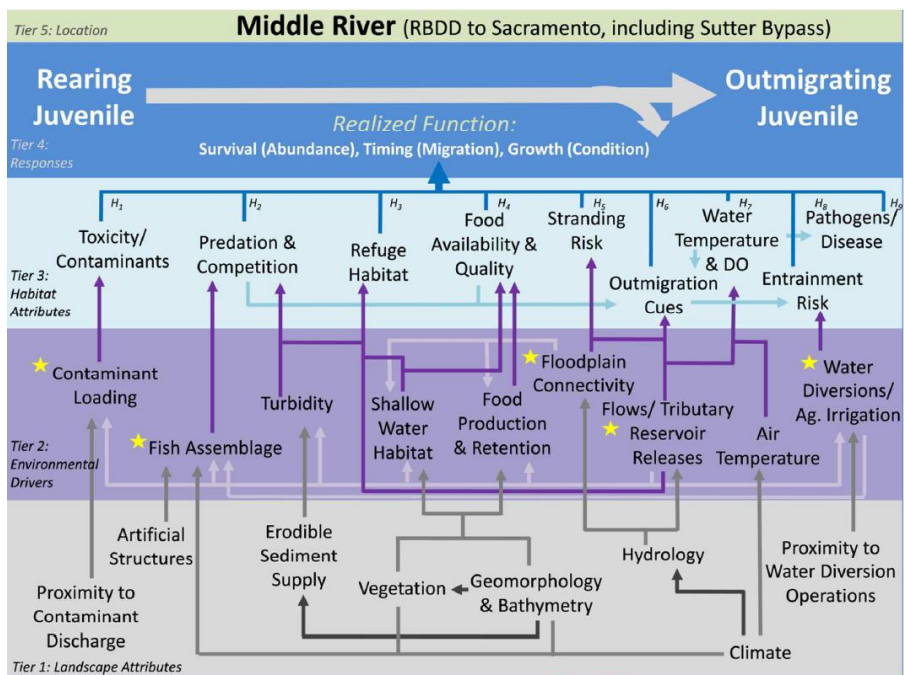 Tier 5: Location
Middle River (RBDD to Sacramento, including Sutter Bypass)
Rearing
Juvenile
Outmigrating
Juvenile
Realized Function:
Survival (Abundance), Timing (Migration), Growth (Condition)
Tier 4:
Responses
H1
H2
H3
H4
H5
H6
H7
H8
H9
Toxicity/
Contaminants
Predation &
Competition
Refuge
Habitat
Food
Availability &
Quality
Stranding
Risk
Outmigration
Cues
Water
Temperature
& DO
Entrainment
Risk
Pathogens/
Disease
Tier 3:
Habitat
Attributes
Contaminant
Loading
Fish Assemblage
Turbidity
Shallow
Water
Habitat
Food
Production
& Retention
Floodplain
Connectivity
Flows/ Tributary
Reservoir
Releases
Air
Temperature
Water
Diversions/
Ag. Irrigation
Tier 2:
Environmental
Drivers
Artificial
Structures
Proximity to
Contaminant
Discharge
Erodible
Sediment
Supply
Vegetation
Geomorphology
& Bathymetry
Hydrology
Climate
Proximity to
Water Diversion
Operations
Tier 1: Landscape Attributes